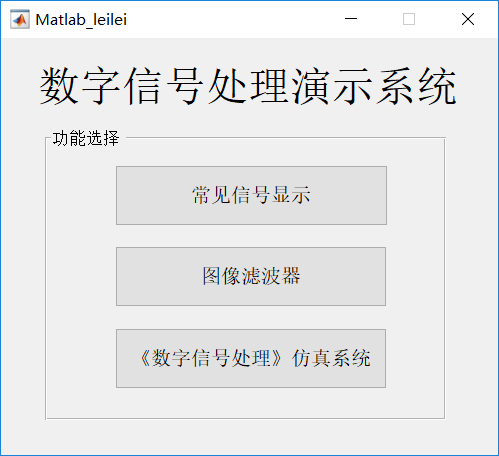 Matlab_leilei
数字信号处理演示系统
功能选择
常见信号显示
图像滤波器
《数字信号处理》仿真系统